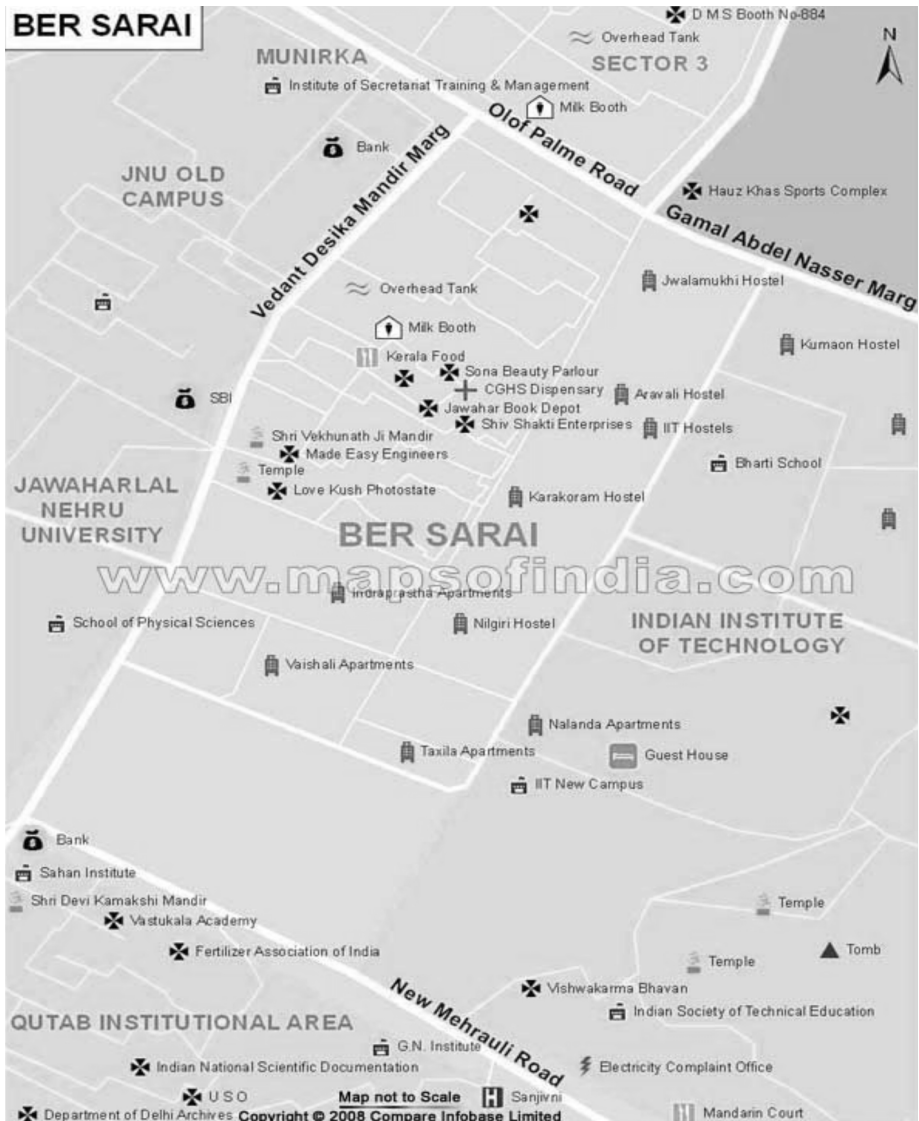 BER SARAI
D M S Booth No-884
Overhead Tank
N
MUNIRKA
SECTOR 3
Institute of Secretariat Training & Management
Milk Booth
Olof Palme Road
Bank
Vedant Desika Mandir Marg
JNU OLD
CAMPUS
Hauz Khas Sports Complex
Gamal Abdel Nasser Marg
Jwalamukhi Hostel
Overhead Tank
Milk Booth
Kumaon Hostel
Kerala Food
Sona Beauty Parlour
CGHS Dispensary
Aravali Hostel
SBI
Jawahar Book Depot
Shiv Shakti Enterprises
IIT Hostels
Shri Vekhunath Ji Mandir
Made Easy Engineers
Bharti School
Temple
Love Kush Photostate
Karakoram Hostel
JAWAHARLAL
NEHRU
UNIVERSITY
BER SARAI
www.mapsofindia.com
Indraprastha Apartments
School of Physical Sciences
Nilgiri Hostel
INDIAN INSTITUTE
OF TECHNOLOGY
Vaishali Apartments
Nalanda Apartments
Taxila Apartments
Guest House
IIT New Campus
Bank
Sahan Institute
Shri Devi Kamakshi Mandir
Temple
Vastukala Academy
Fertilizer Association of India
Tomb
Temple
Vishwakarma Bhavan
New Mehrauli Road
Indian Society of Technical Education
QUTAB INSTITUTIONAL AREA
G.N. Institute
Indian National Scientific Documentation
Electricity Complaint Office
U S O
Map not to Scale
H
Sanjivni
Department of Delhi Archives
Copyright © 2008 Compare Infobase Limited
Mandarin Court